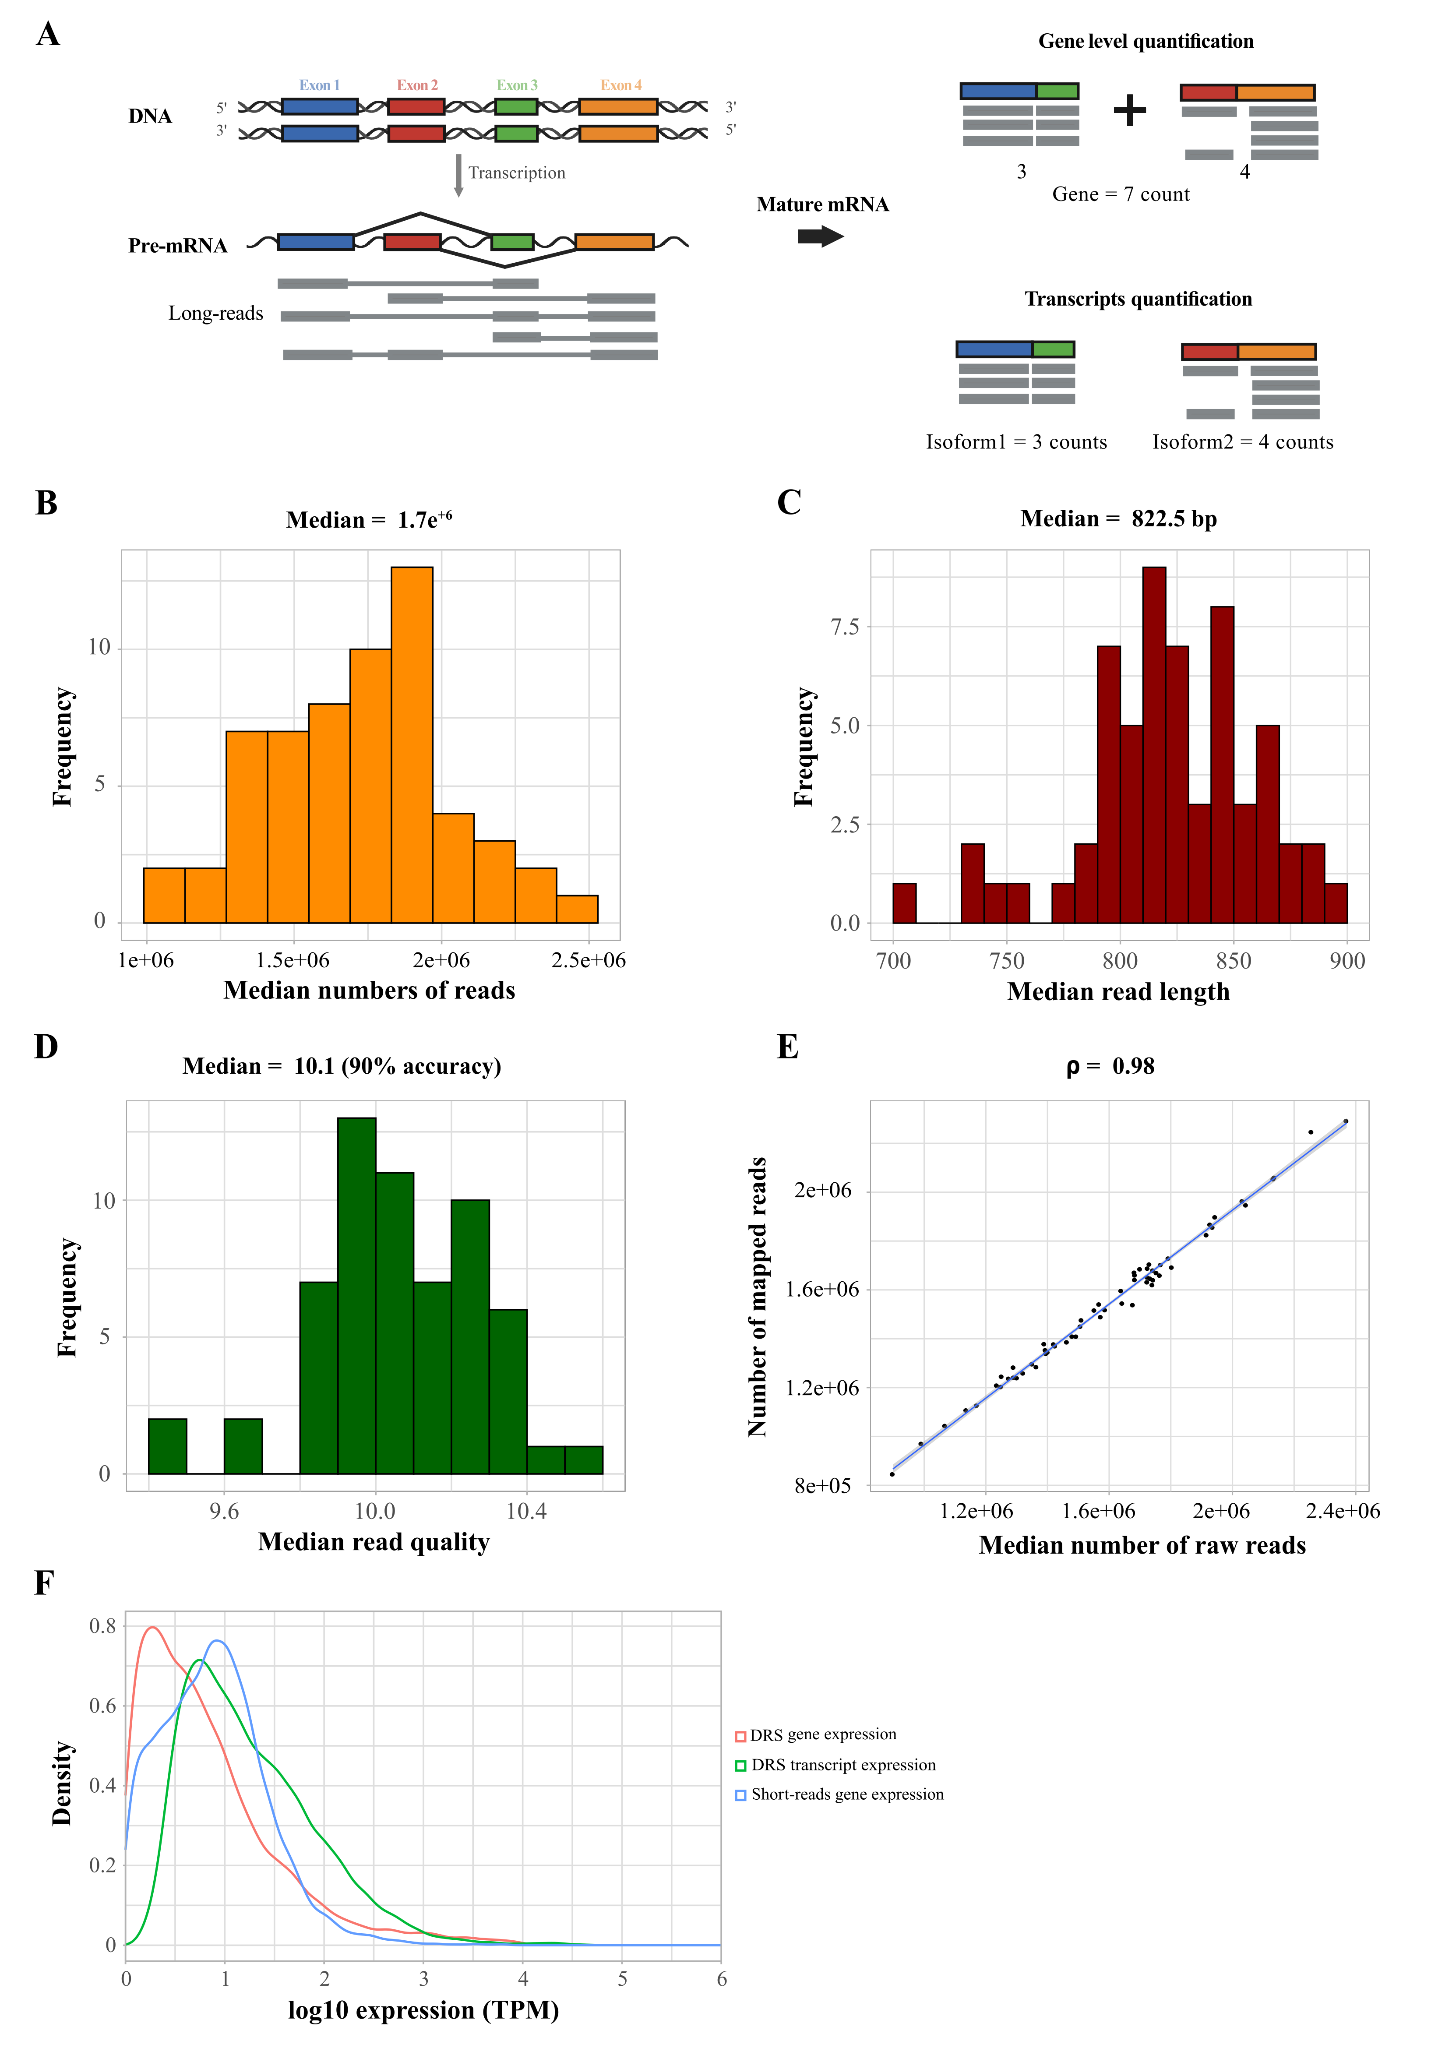 A
Gene level quantification
Exon 1 Exon 2 Exon 3 Exon 4
DNA
5' 3'
3' 5'
Transcription
3 4
Gene = 7 count
Mature mRNA
Pre-mRNA
Long-reads
Transcripts quantification
Isoform1 = 3 counts Isoform2 = 4 counts
B
Median = 1.7e+6
Frequency
10
5
0
1e+06 1.5e+06 2e+06 2.5e+06
Median numbers of reads
C
Median = 822.5 bp
Frequency
7.5
5.0
2.5
0.0
700 750 800 850 900
Median read length
D
Median = 10.1 (90% accuracy)
Frequency
10
5
0
9.6 10.0 10.4
Median read quality
E
ρ = 0.98
Number of mapped reads
2e+06
1.6e+06
1.2e+06
8e+05
1.2e+06 1.6e+06 2e+06 2.4e+06
Median number of raw reads
F
Density
0.8
0.6
0.4
0.2
0
0 1 2 3 4 5 6
log10 expression (TPM)
DRS gene expression
DRS transcript expression
Short-reads gene expression